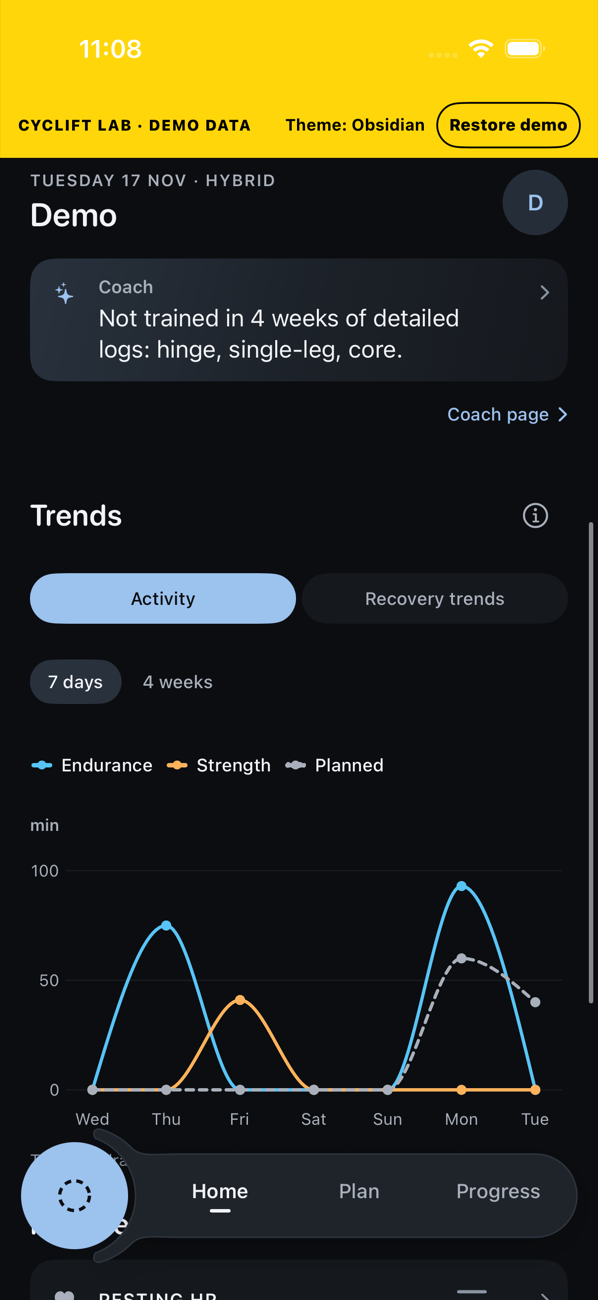 11:08
CYCLIFT LAB · DEMO DATA
Theme: Obsidian
Restore demo
TUESDAY 17 NOV · HYBRID
Demo
D
Coach
Not trained in 4 weeks of detailed
logs: hinge, single-leg, core.
Coach page
Trends
Activity
Recovery trends
7 days
4 weeks
Endurance
Strength
Planned
min
100
50
0
Wed Thu Fri Sat Sun Mon Tue
Home
Plan
Progress
RESTING HR